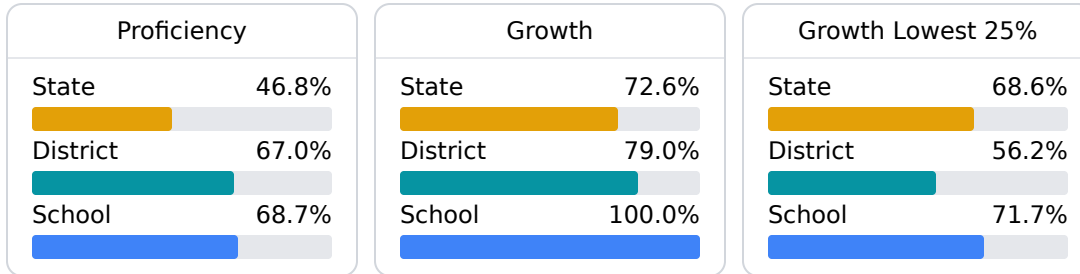 Proficiency
State 46.8%
District 67.0%
School 68.7%
Growth
State 72.6%
District 79.0%
School 100.0%
Growth Lowest 25%
State 68.6%
District 56.2%
School 71.7%